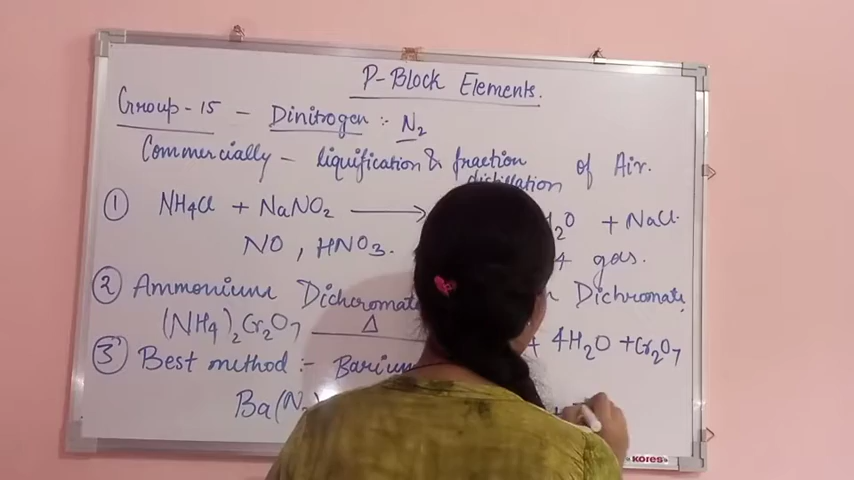 P-Block Elements.
Group-15 - Dinitrogen :- N2
Commercially - liquification & fraction distillation of Air.
① NH4Cl + NaNO2 ⟶ 2O + NaCl.
NO, HNO3. gas.
② Ammonium Dichromate Dichromate,
(NH4)2Cr2O7 ⟶ Δ + 4H2O + Cr2O7
③ Best method :- Barium
Ba(N
KORES